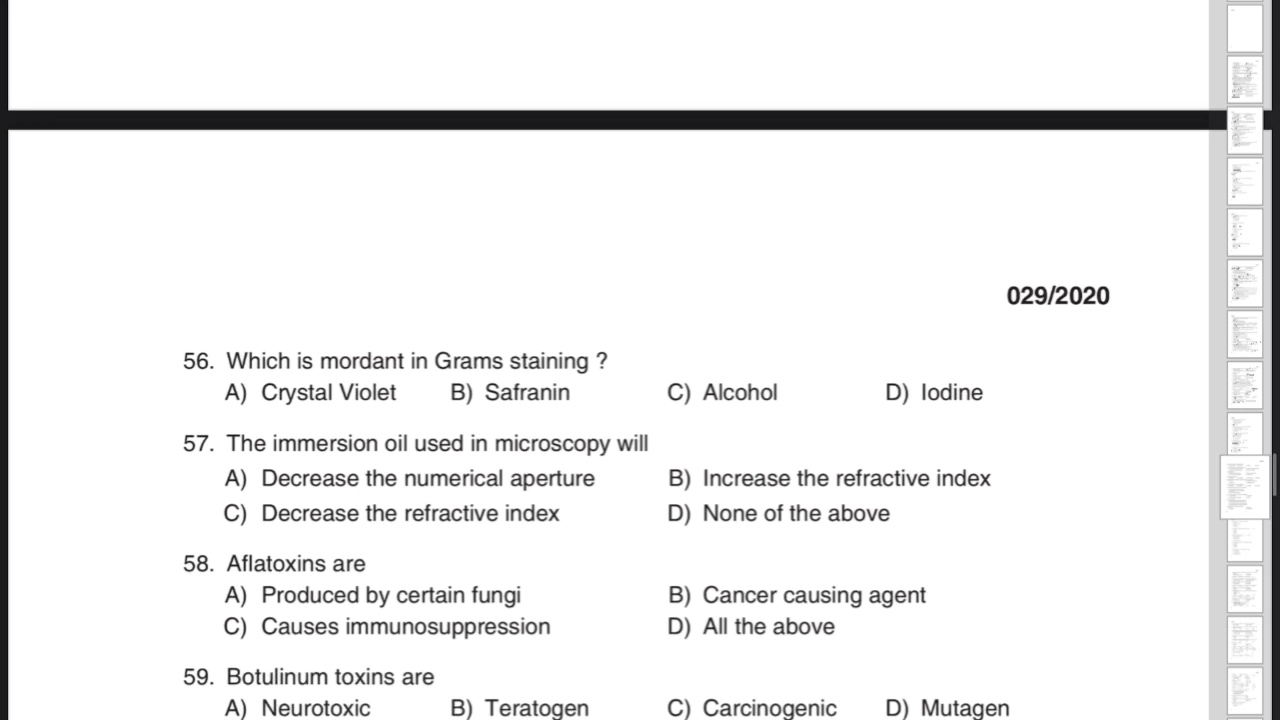 029/2020
56. Which is mordant in Grams staining ?
A) Crystal Violet B) Safranin C) Alcohol D) Iodine
57. The immersion oil used in microscopy will
A) Decrease the numerical aperture B) Increase the refractive index
C) Decrease the refractive index D) None of the above
58. Aflatoxins are
A) Produced by certain fungi B) Cancer causing agent
C) Causes immunosuppression D) All the above
59. Botulinum toxins are
A) Neurotoxic B) Teratogen C) Carcinogenic D) Mutagen